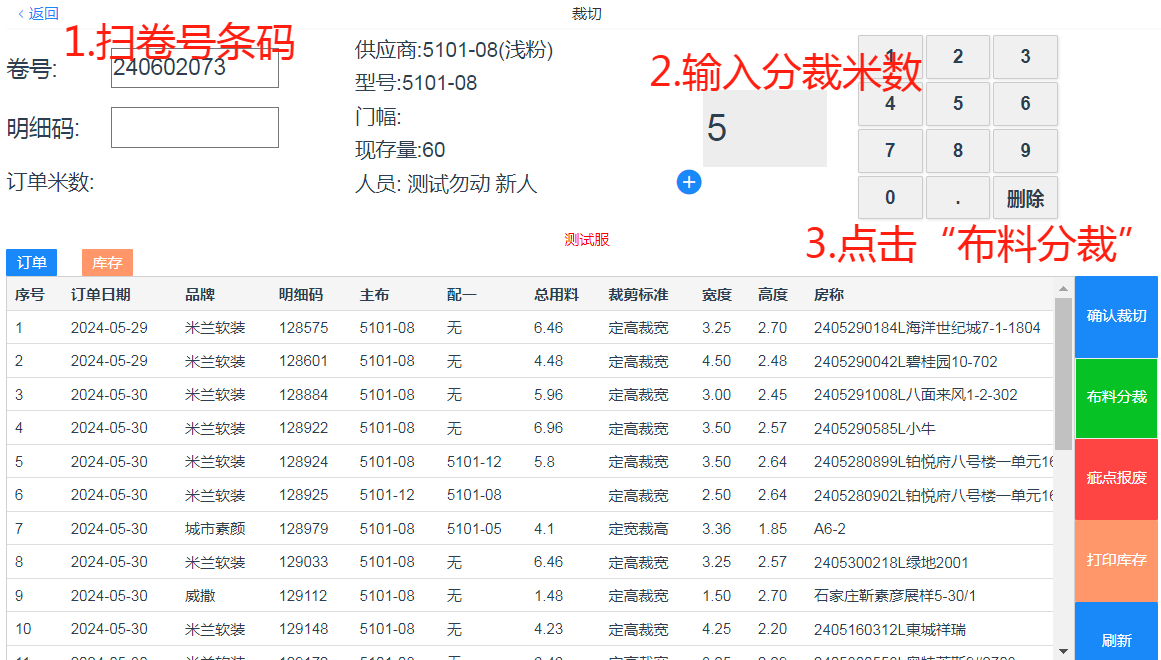 返回
裁切
1.扫卷号条码
卷号:
240602073
明细码:
订单米数:
供应商:5101-08(浅粉)
型号:5101-08
门幅:
现存量:60
人员: 测试勿动 新人
2.输入分裁米数
5
1 2 3
4 5 6
7 8 9
0 . 删除
测试服
3.点击“布料分裁”
订单 库存
序号 订单日期 品牌 明细码 主布 配一 总用料 裁剪标准 宽度 高度 房称
1 2024-05-29 米兰软装 128575 5101-08 无 6.46 定高裁宽 3.25 2.70 2405290184L海洋世纪城7-1-1804
2 2024-05-29 米兰软装 128601 5101-08 无 4.48 定高裁宽 4.50 2.48 2405290042L碧桂园10-702
3 2024-05-30 米兰软装 128884 5101-08 无 5.96 定高裁宽 3.00 2.45 2405291008L八面来风1-2-302
4 2024-05-30 米兰软装 128922 5101-08 无 6.96 定高裁宽 3.50 2.57 2405290585L小牛
5 2024-05-30 米兰软装 128924 5101-08 5101-12 5.8 定高裁宽 3.50 2.64 2405280899L铂悦府八号楼一单元16
6 2024-05-30 米兰软装 128925 5101-12 5101-08 定高裁宽 2.50 2.64 2405280902L铂悦府八号楼一单元16
7 2024-05-30 城市素颜 128979 5101-08 5101-05 4.1 定宽裁高 3.36 1.85 A6-2
8 2024-05-30 米兰软装 129033 5101-08 无 6.46 定高裁宽 3.25 2.57 2405300218L绿地2001
9 2024-05-30 威撒 129112 5101-08 无 1.48 定高裁宽 1.50 2.70 石家庄靳素彦展样5-30/1
10 2024-05-30 米兰软装 129148 5101-08 无 4.23 定高裁宽 4.25 2.20 2405160312L東城祥瑞
确认裁切
布料分裁
疵点报废
打印库存
刷新